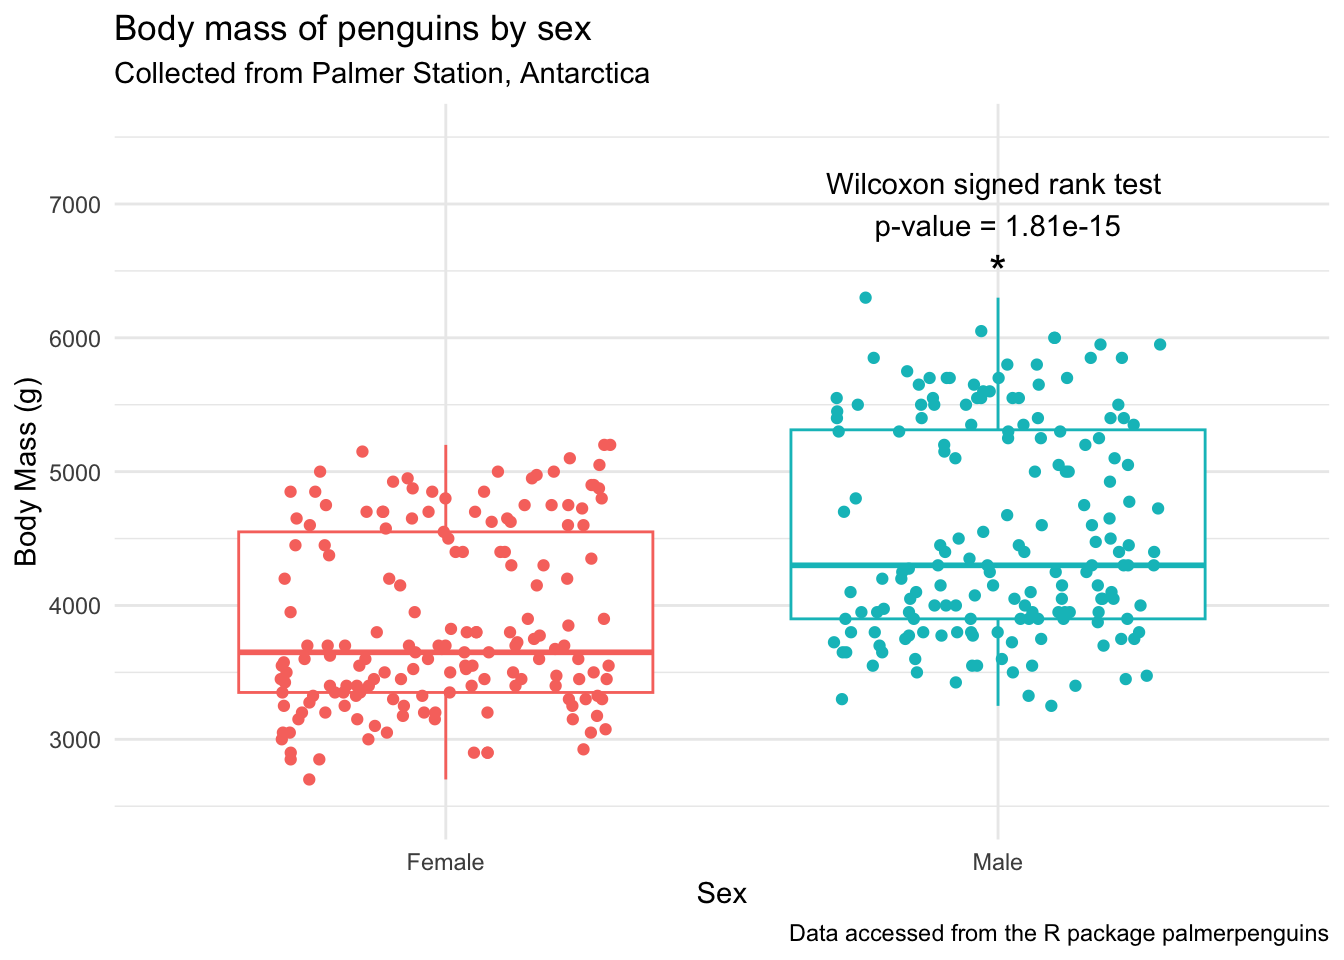 Body mass of penguins by sex
Collected from Palmer Station, Antarctica
Body Mass (g)
7000
6000
5000
4000
3000
Wilcoxon signed rank test
p-value = 1.81e-15
*
Female
Male
Sex
Data accessed from the R package palmerpenguins